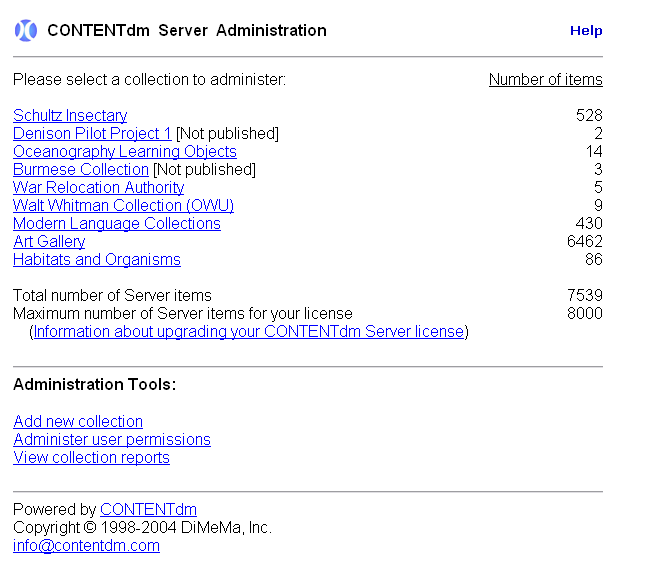 CONTENTdm Server Administration Help
Please select a collection to administer: Number of items
Schultz Insectary 528
Denison Pilot Project 1 [Not published] 2
Oceanography Learning Objects 14
Burmese Collection [Not published] 3
War Relocation Authority 5
Walt Whitman Collection (OWU) 9
Modern Language Collections 430
Art Gallery 6462
Habitats and Organisms 86
Total number of Server items 7539
Maximum number of Server items for your license 8000
(Information about upgrading your CONTENTdm Server license)
Administration Tools:
Add new collection
Administer user permissions
View collection reports
Powered by CONTENTdm
Copyright © 1998-2004 DiMeMa, Inc.
info@contentdm.com